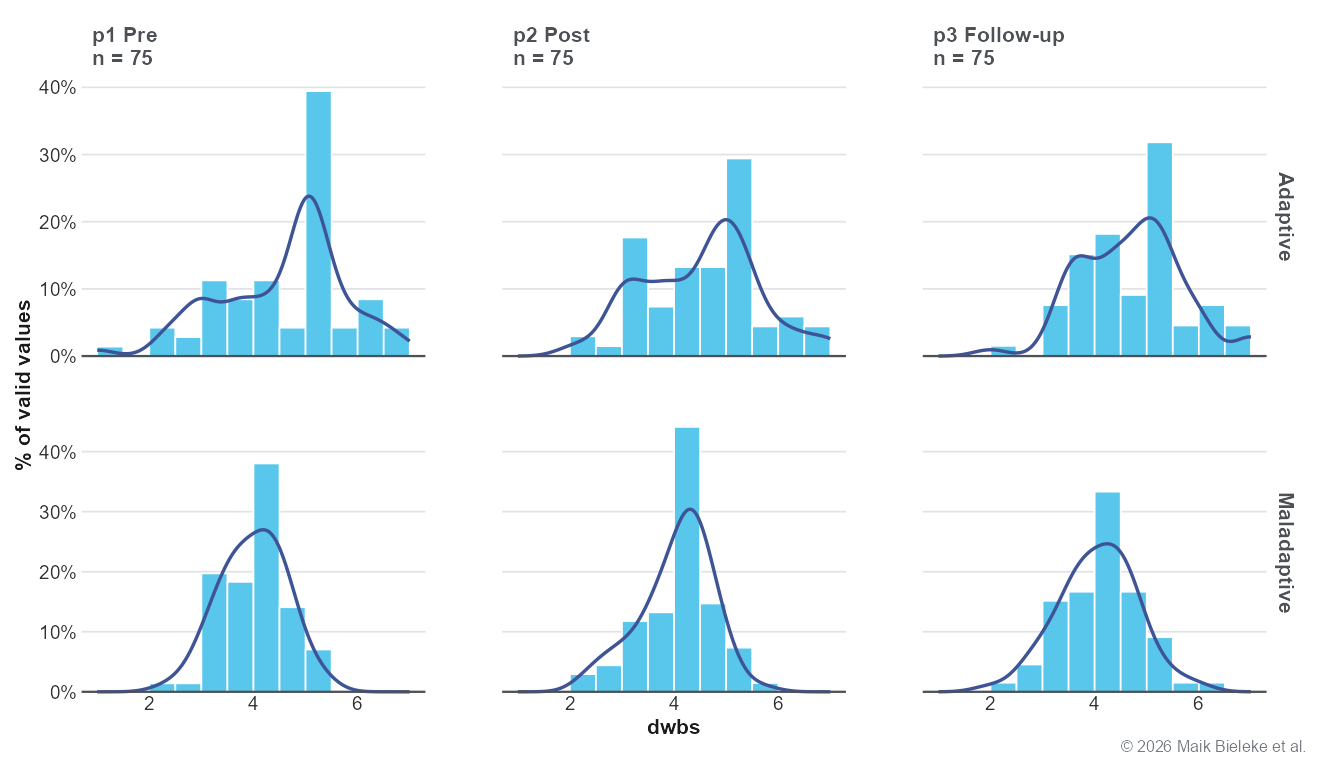 p1 Pre
n = 75
p2 Post
n = 75
p3 Follow-up
n = 75
40%
30%
20%
10%
0%
Adaptive
% of valid values
40%
30%
20%
10%
0%
Maladaptive
2 4 6
2 4 6
2 4 6
dwbs
© 2026 Maik Bieleke et al.